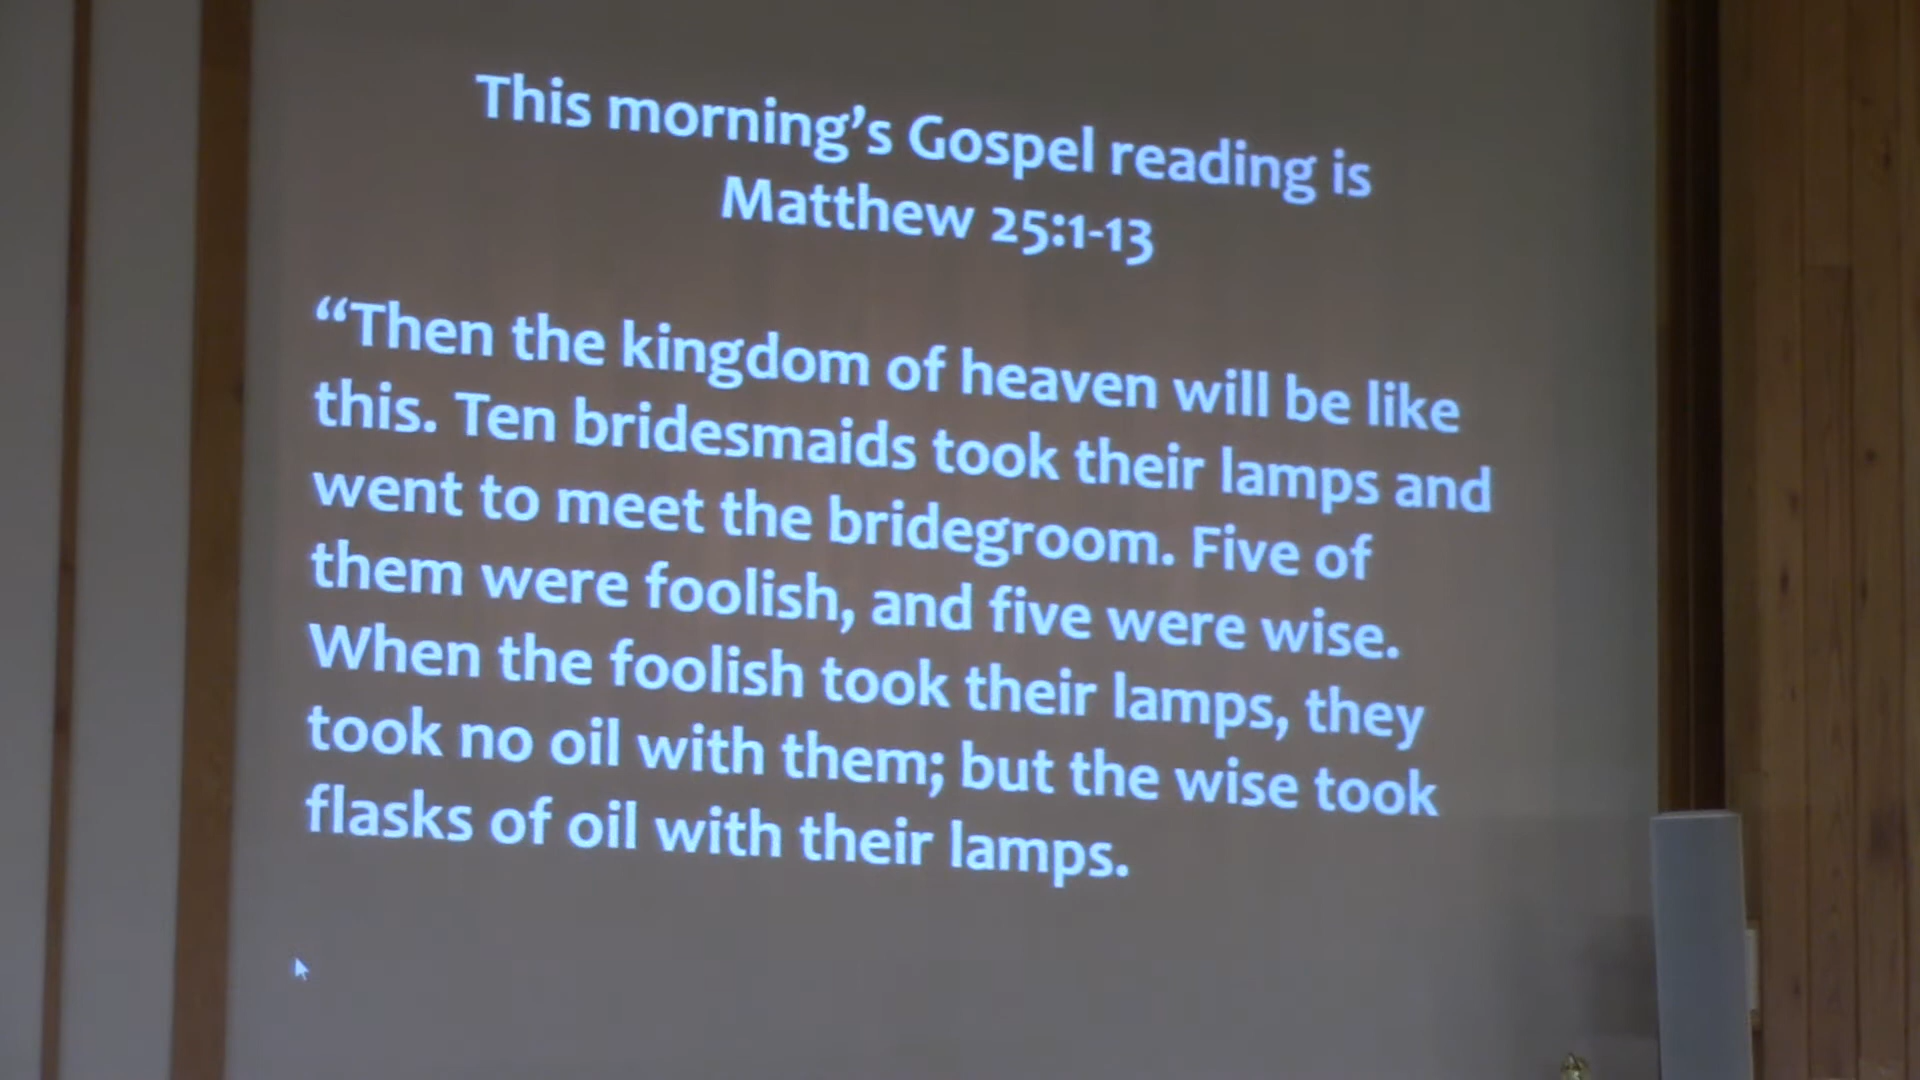 This morning’s Gospel reading is
Matthew 25:1-13
“Then the kingdom of heaven will be like
this. Ten bridesmaids took their lamps and
went to meet the bridegroom. Five of
them were foolish, and five were wise.
When the foolish took their lamps, they
took no oil with them; but the wise took
flasks of oil with their lamps.